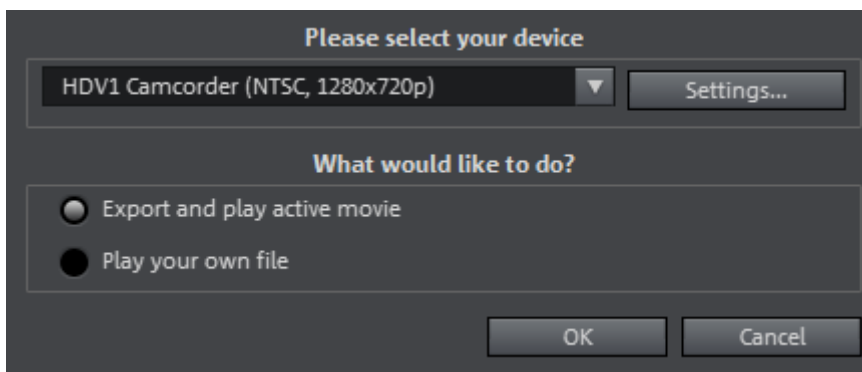 Please select your device
HDV1 Camcorder (NTSC, 1280x720p)
Settings...
What would like to do?
Export and play active movie
Play your own file
OK
Cancel